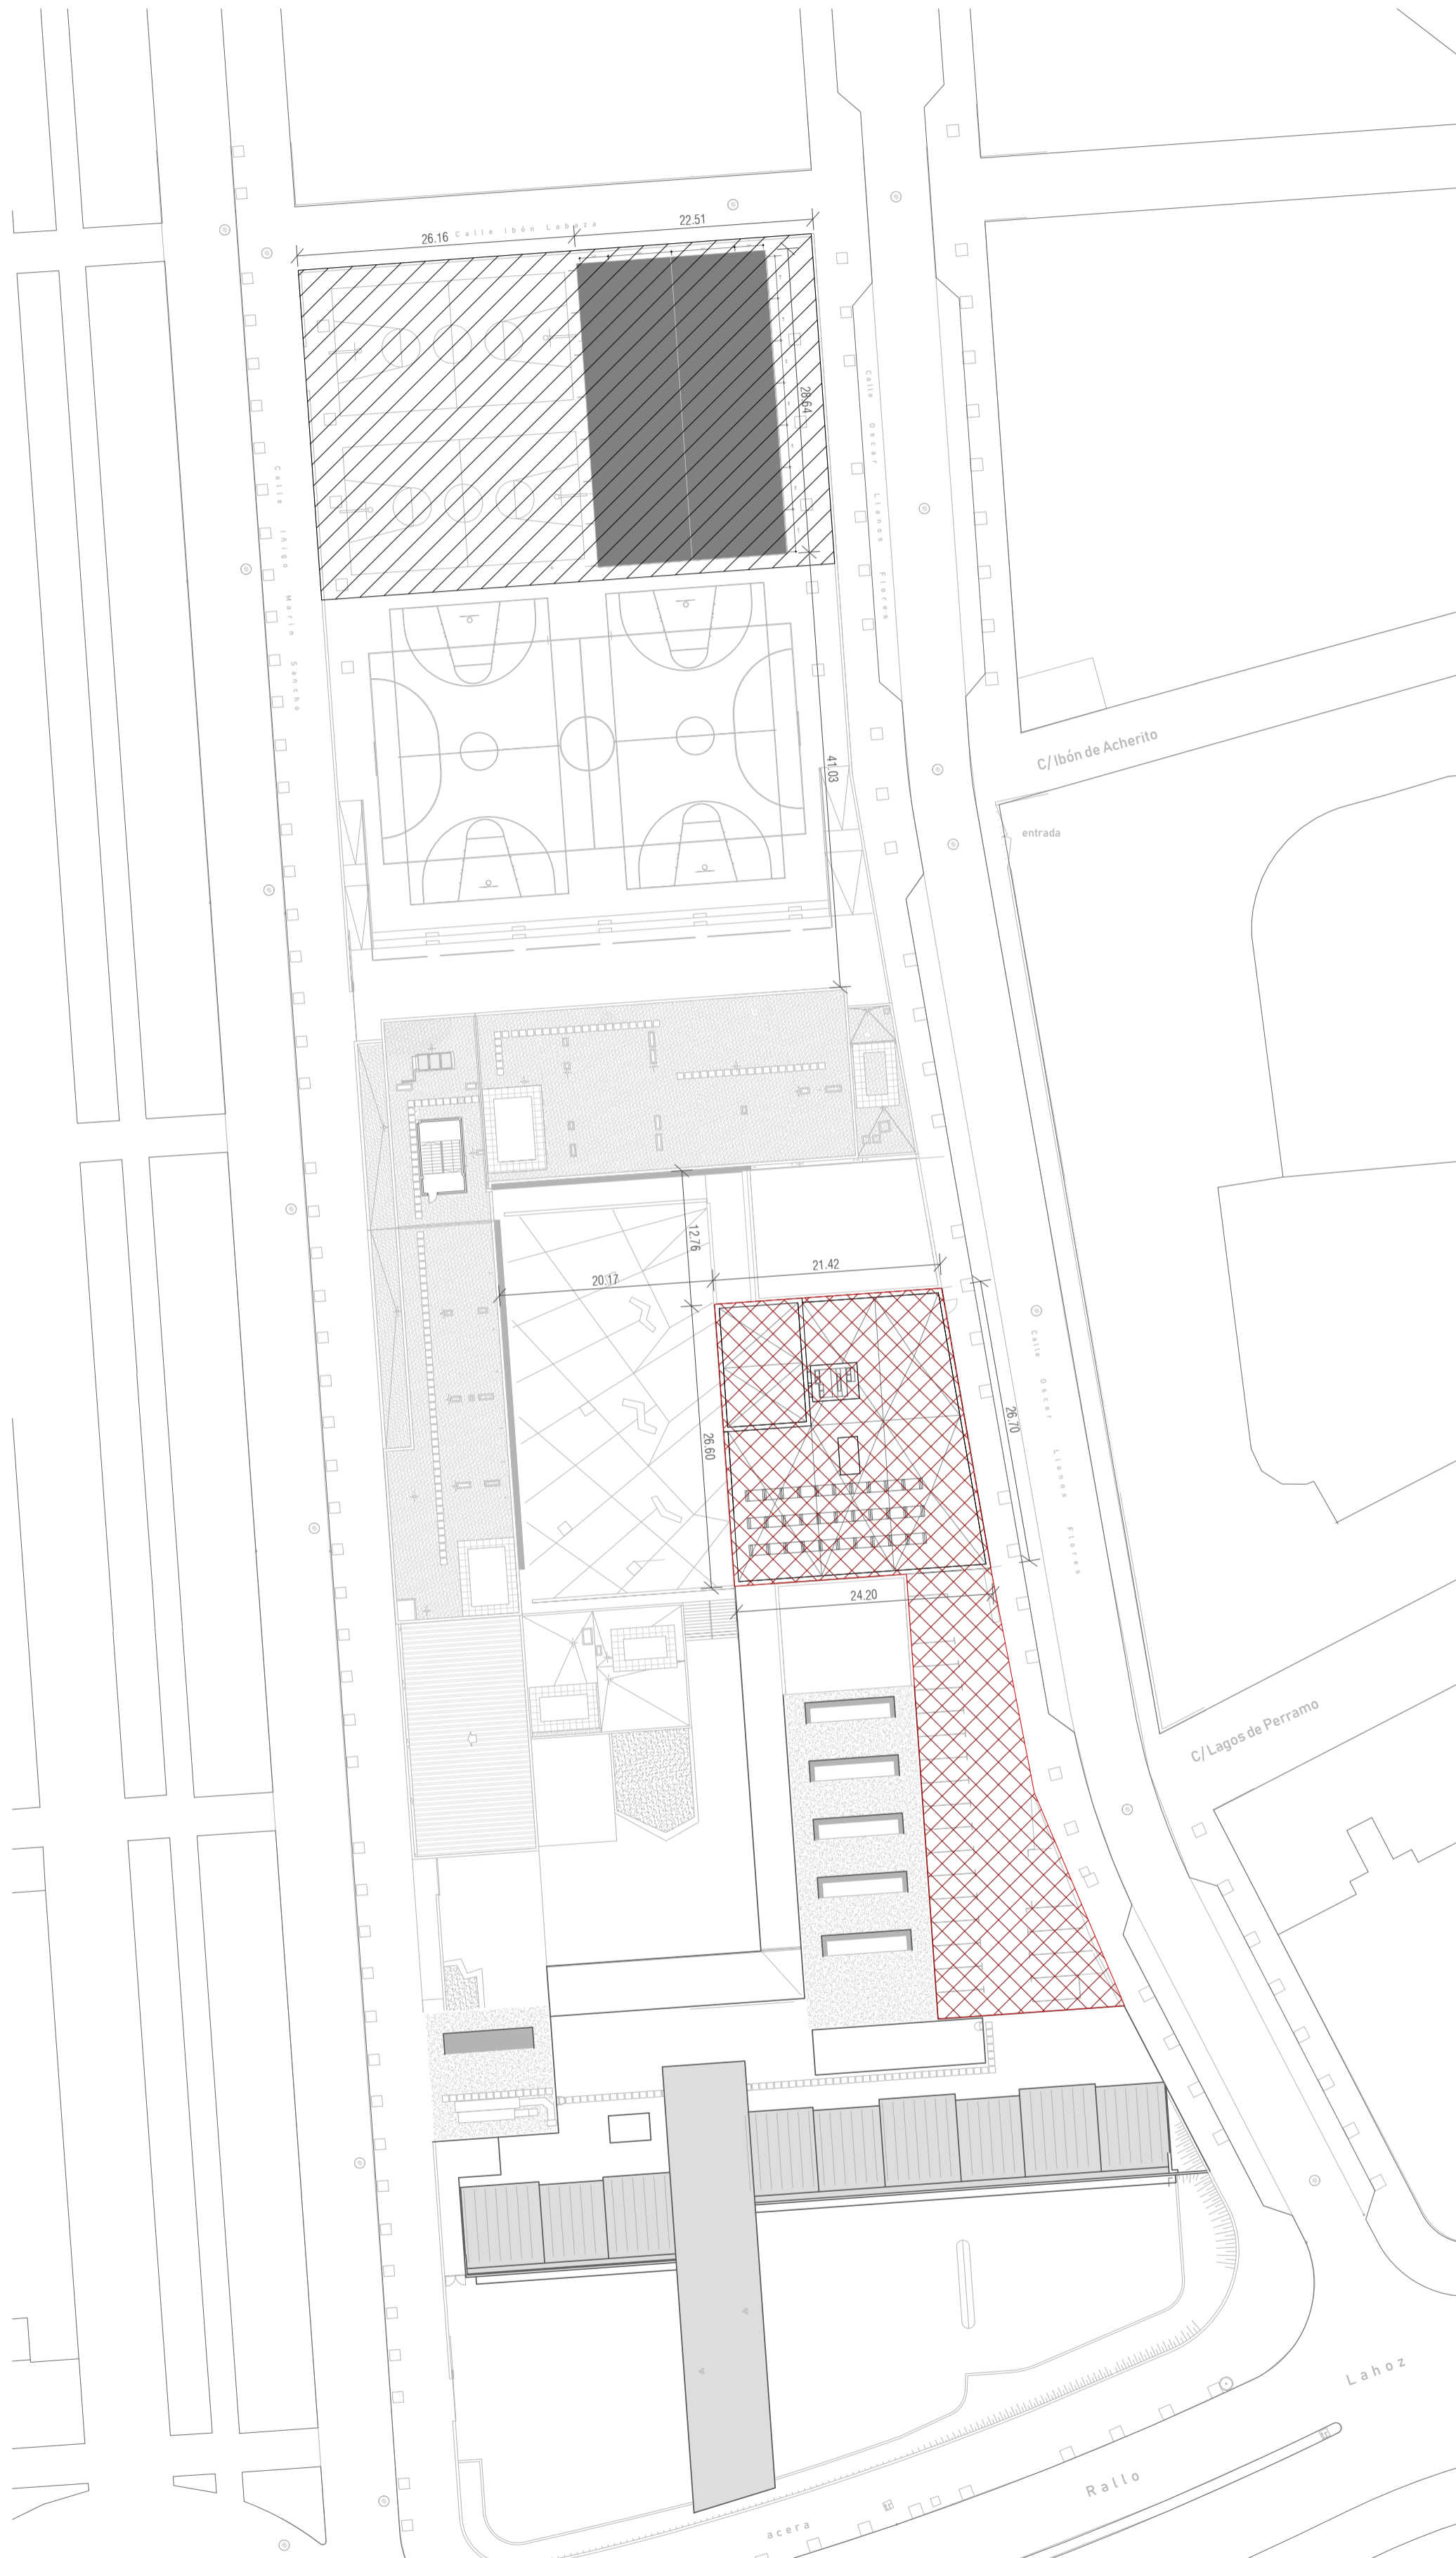 22.51
26.16
Calle Ibón Labaza
28.64
Calle Oscar Llanos Flores
Calle Iñigo Marin Sancho
C/ Ibón de Acherito
41.03
entrada
12.76
21.42
20.17
26.70
26.60
Calle Oscar Llanos Flores
24.20
C/ Lagos de Perramo
Lahoz
Rallo
acera